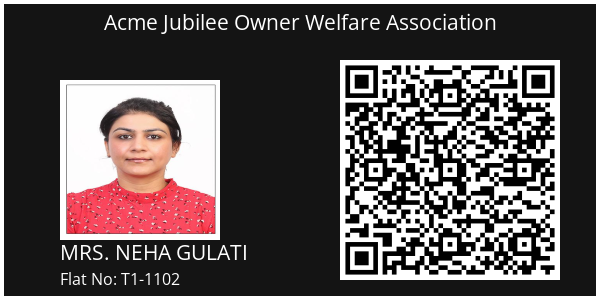 Acme Jubilee Owner Welfare Association
MRS. NEHA GULATI
Flat No: T1-1102